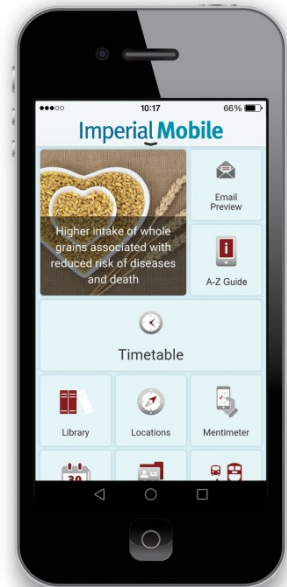 10:17
66%
Imperial Mobile
Higher intake of whole
grains associated with
reduced risk of diseases
and death
Email
Preview
A-Z Guide
Timetable
Library
Locations
Mentimeter
30